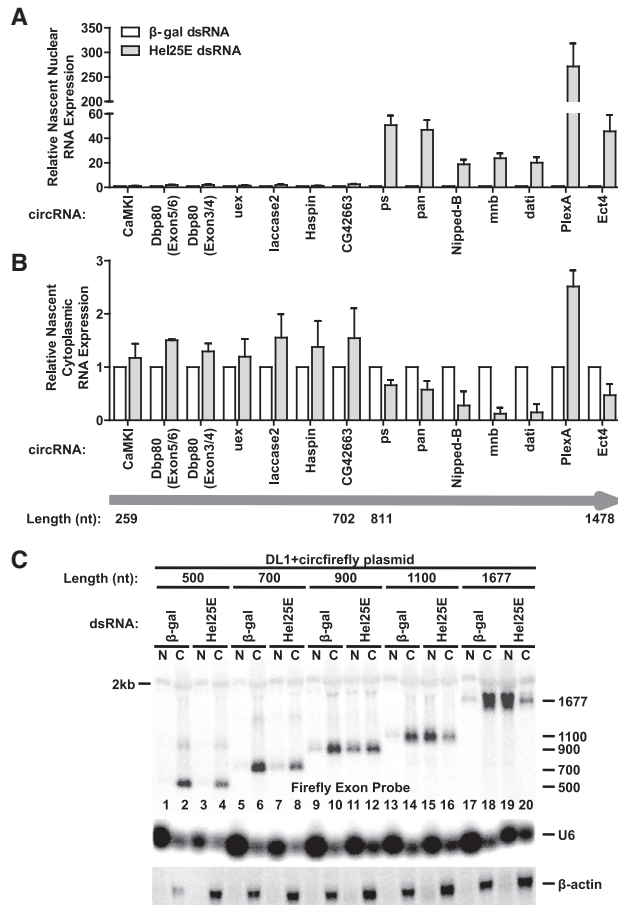 A
β-gal dsRNA
Hel25E dsRNA
Relative Nascent Nuclear
RNA Expression
350
300
250
200
60
40
20
0
circRNA:
CaMKI
Dbp80
(Exon5/6)
Dbp80
(Exon3/4)
uex
laccase2
Haspin
CG42663
ps
pan
Nipped-B
mnb
dati
PlexA
Ect4
B
Relative Nascent
Cytoplasmic
RNA Expression
3
2
1
0
circRNA:
CaMKI
Dbp80
(Exon5/6)
Dbp80
(Exon3/4)
uex
laccase2
Haspin
CG42663
ps
pan
Nipped-B
mnb
dati
PlexA
Ect4
Length (nt): 259 702 811 1478
C
DL1+circfirefly plasmid
Length (nt): 500 700 900 1100 1677
dsRNA: β-gal Hel25E β-gal Hel25E β-gal Hel25E β-gal Hel25E β-gal Hel25E
N C N C N C N C N C N C N C N C N C N C
2kb
1677
1100
900
700
500
Firefly Exon Probe
1 2 3 4 5 6 7 8 9 10 11 12 13 14 15 16 17 18 19 20
U6
β-actin